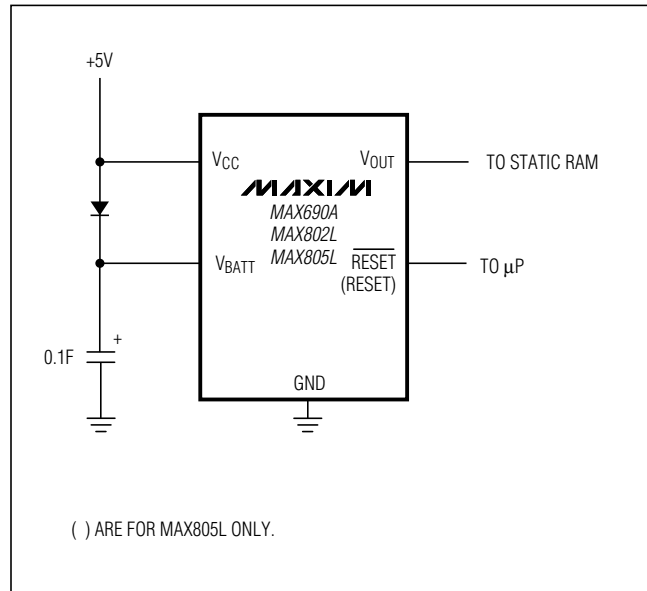 +5V
VCC
VOUT
TO STATIC RAM
MAXIM
MAX690A
MAX802L
MAX805L
VBATT
RESET
(RESET)
TO μP
0.1F
+
GND
( ) ARE FOR MAX805L ONLY.